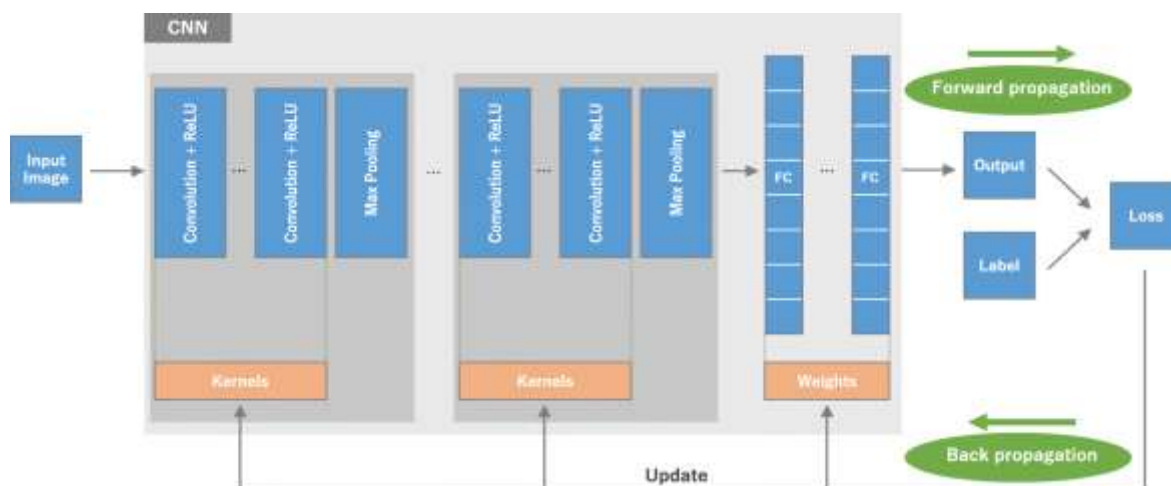 CNN
Forward propagation
Input
Image
Convolution + ReLU
...
Convolution + ReLU
Max Pooling
...
Convolution + ReLU
...
Convolution + ReLU
Max Pooling
FC
...
FC
Output
Label
Loss
Kernels
Kernels
Weights
Back propagation
Update